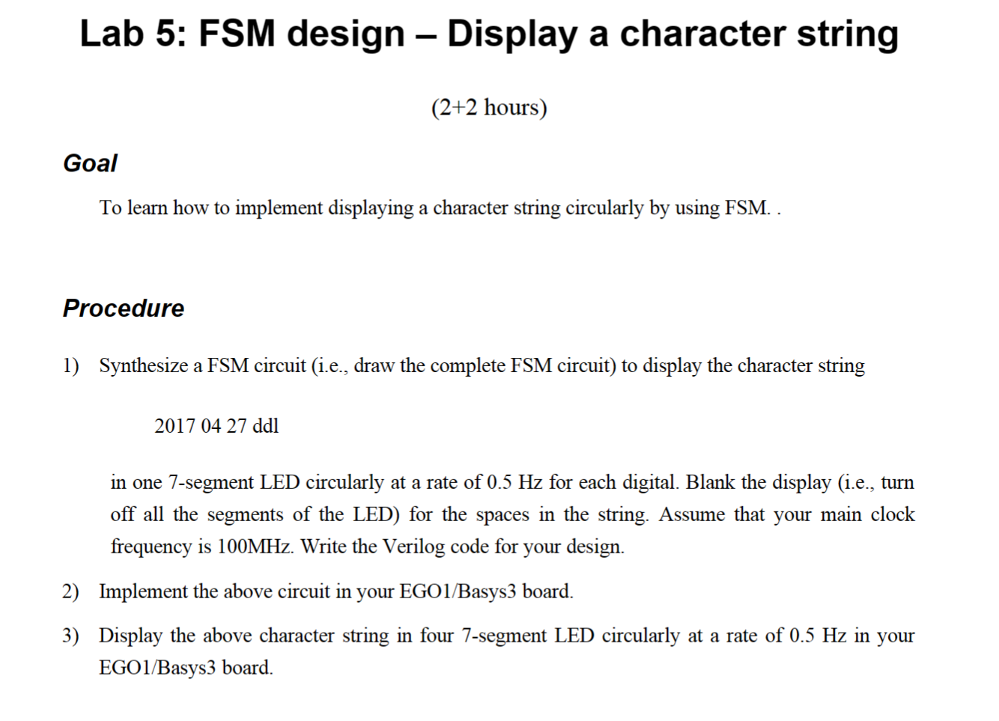 Lab 5: FSM design – Display a character string
(2+2 hours)
Goal
To learn how to implement displaying a character string circularly by using FSM. .
Procedure
1) Synthesize a FSM circuit (i.e., draw the complete FSM circuit) to display the character string
2017 04 27 ddl
in one 7-segment LED circularly at a rate of 0.5 Hz for each digital. Blank the display (i.e., turn
off all the segments of the LED) for the spaces in the string. Assume that your main clock
frequency is 100MHz. Write the Verilog code for your design.
2) Implement the above circuit in your EGO1/Basys3 board.
3) Display the above character string in four 7-segment LED circularly at a rate of 0.5 Hz in your
EGO1/Basys3 board.